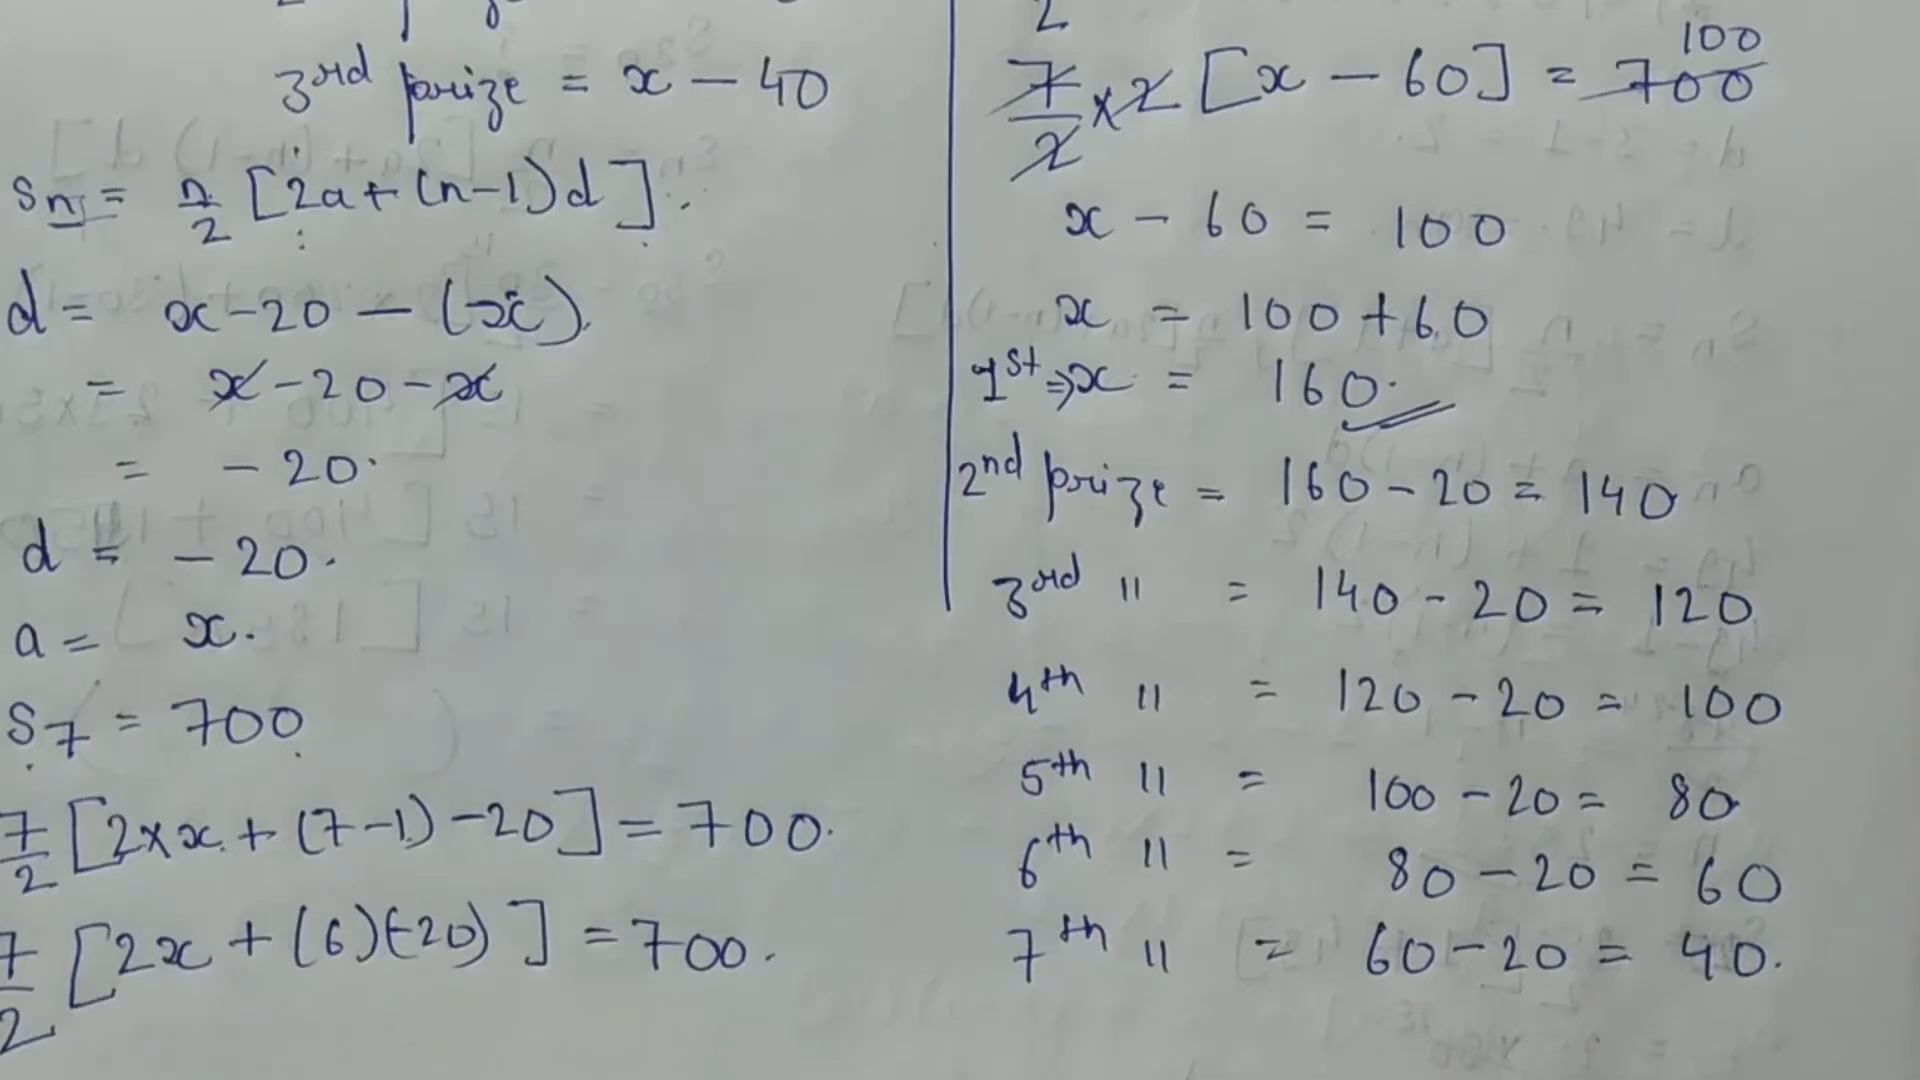 3rd prize = x - 40
Sn = n/2 [2a + (n-1)d].
d = x-20 - (x).
= x - 20 - x
= - 20.
d = - 20.
a = x.
S7 = 700
7/2 [2×x + (7-1) -20] = 700.
7/2 [2x + (6)(-20)] = 700.
2
7/2 × 2 [x - 60] = 700 100
x - 60 = 100
x = 100 + 60
1st ⇒ x = 160.
2nd prize = 160 - 20 = 140
3rd " = 140 - 20 = 120
4th " = 120 - 20 = 100
5th " = 100 - 20 = 80
6th " = 80 - 20 = 60
7th " = 60 - 20 = 40.